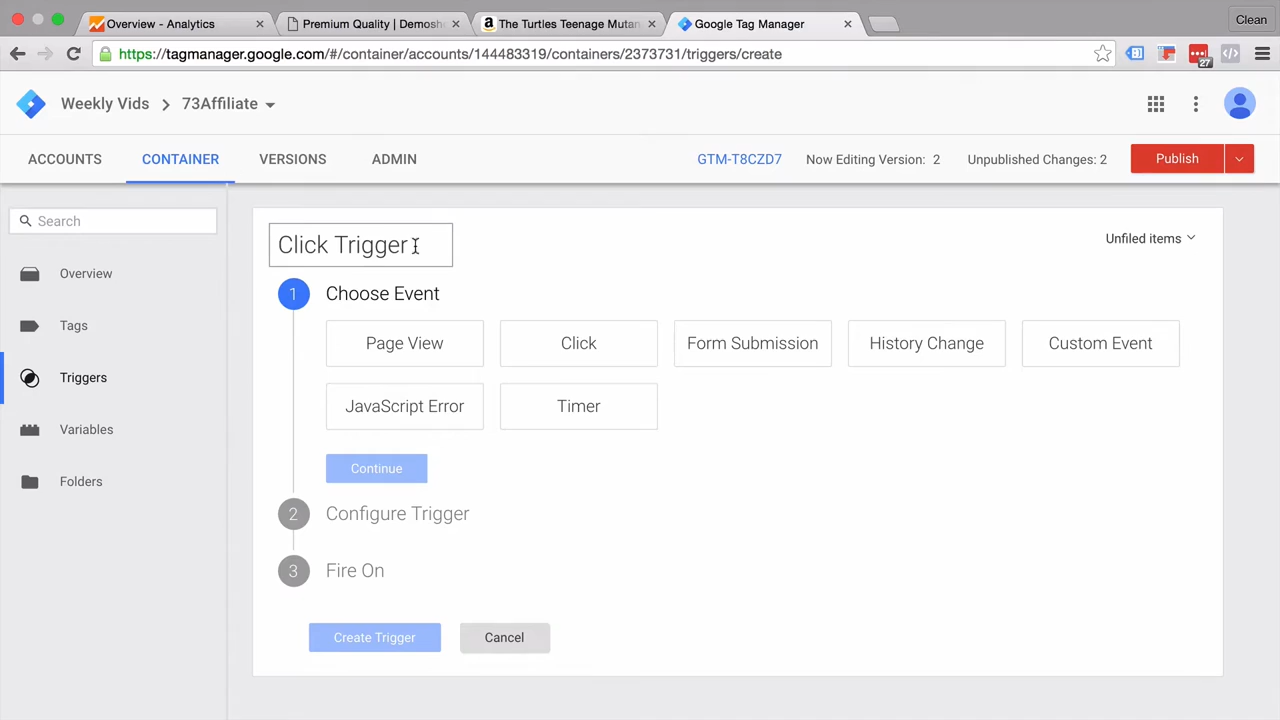 Overview - Analytics
Premium Quality | Demosh
The Turtles Teenage Mutan
Google Tag Manager
Clean
https://tagmanager.google.com/#/container/accounts/144483319/containers/2373731/triggers/create
27
Weekly Vids > 73Affiliate
ACCOUNTS CONTAINER VERSIONS ADMIN GTM-T8CZD7 Now Editing Version: 2 Unpublished Changes: 2 Publish
Search
Overview
Tags
Triggers
Variables
Folders
Click Trigger
Unfiled items
1 Choose Event
Page View Click Form Submission History Change Custom Event
JavaScript Error Timer
Continue
2 Configure Trigger
3 Fire On
Create Trigger Cancel